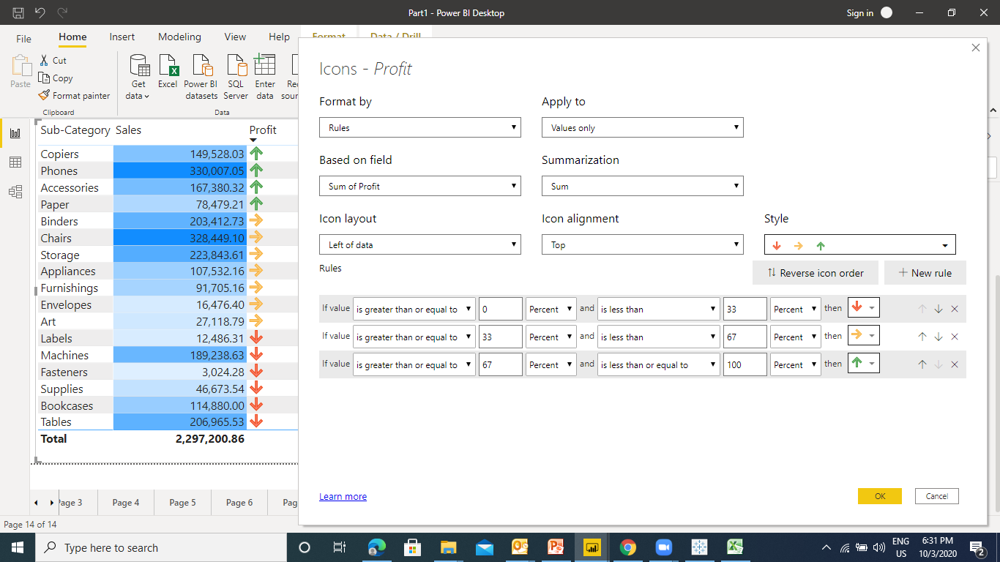 Part1 - Power BI Desktop
Sign in
File Home Insert Modeling View Help Format Data / Drill
Cut
Copy
Format painter
Paste
Get data
Excel
Power BI datasets
SQL Server
Enter data
Clipboard
Data
Sub-Category Sales Profit
Copiers 149,528.03
Phones 330,007.05
Accessories 167,380.32
Paper 78,479.21
Binders 203,412.73
Chairs 328,449.10
Storage 223,843.61
Appliances 107,532.16
Furnishings 91,705.16
Envelopes 16,476.40
Art 27,118.79
Labels 12,486.31
Machines 189,238.63
Fasteners 3,024.28
Supplies 46,673.54
Bookcases 114,880.00
Tables 206,965.53
Total 2,297,200.86
Icons - Profit
Format by Apply to
Rules Values only
Based on field Summarization
Sum of Profit Sum
Icon layout Icon alignment Style
Left of data Top
Rules
Reverse icon order
New rule
If value is greater than or equal to 0 Percent and is less than 33 Percent then
If value is greater than or equal to 33 Percent and is less than 67 Percent then
If value is greater than or equal to 67 Percent and is less than or equal to 100 Percent then
Learn more
OK
Cancel
Page 3 Page 4 Page 5 Page 6 Pag
Page 14 of 14
Type here to search
ENG
US
6:31 PM
10/3/2020
2